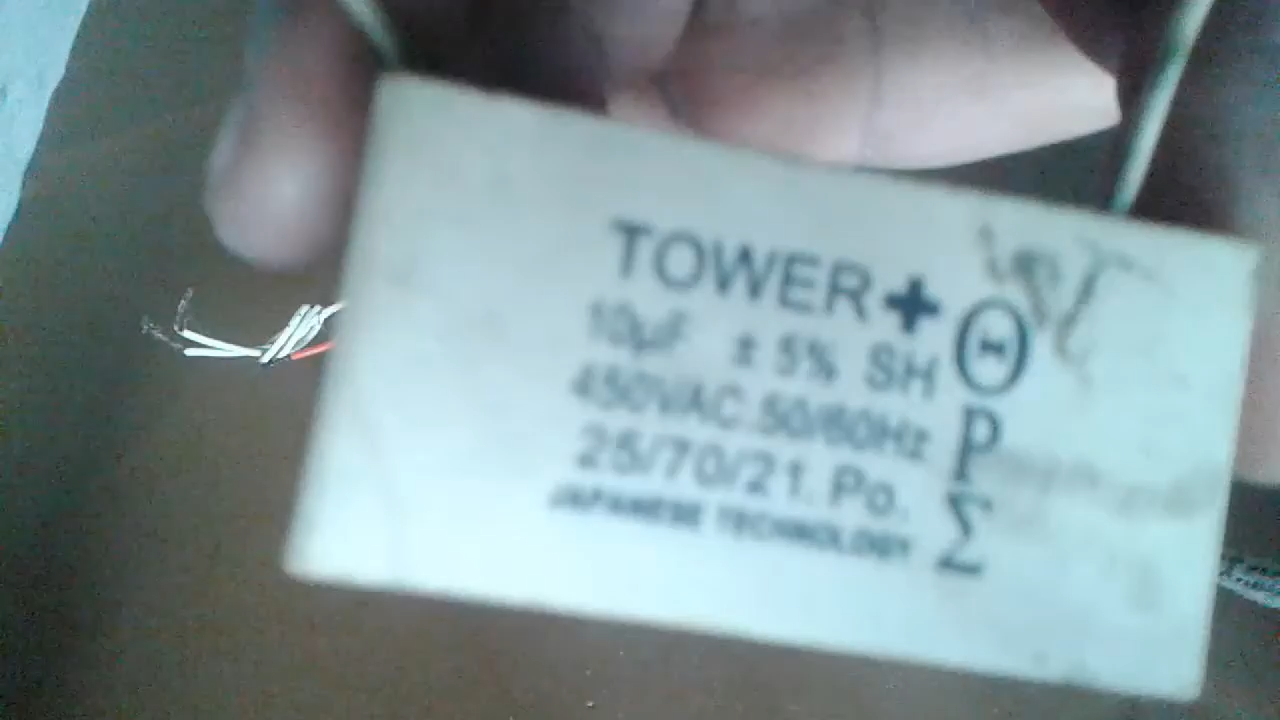 TOWER+
10µF ± 5% SH
450VAC.50/60Hz
25/70/21. Po.
JAPANESE TECHNOLOGY
Θ
P
Σ